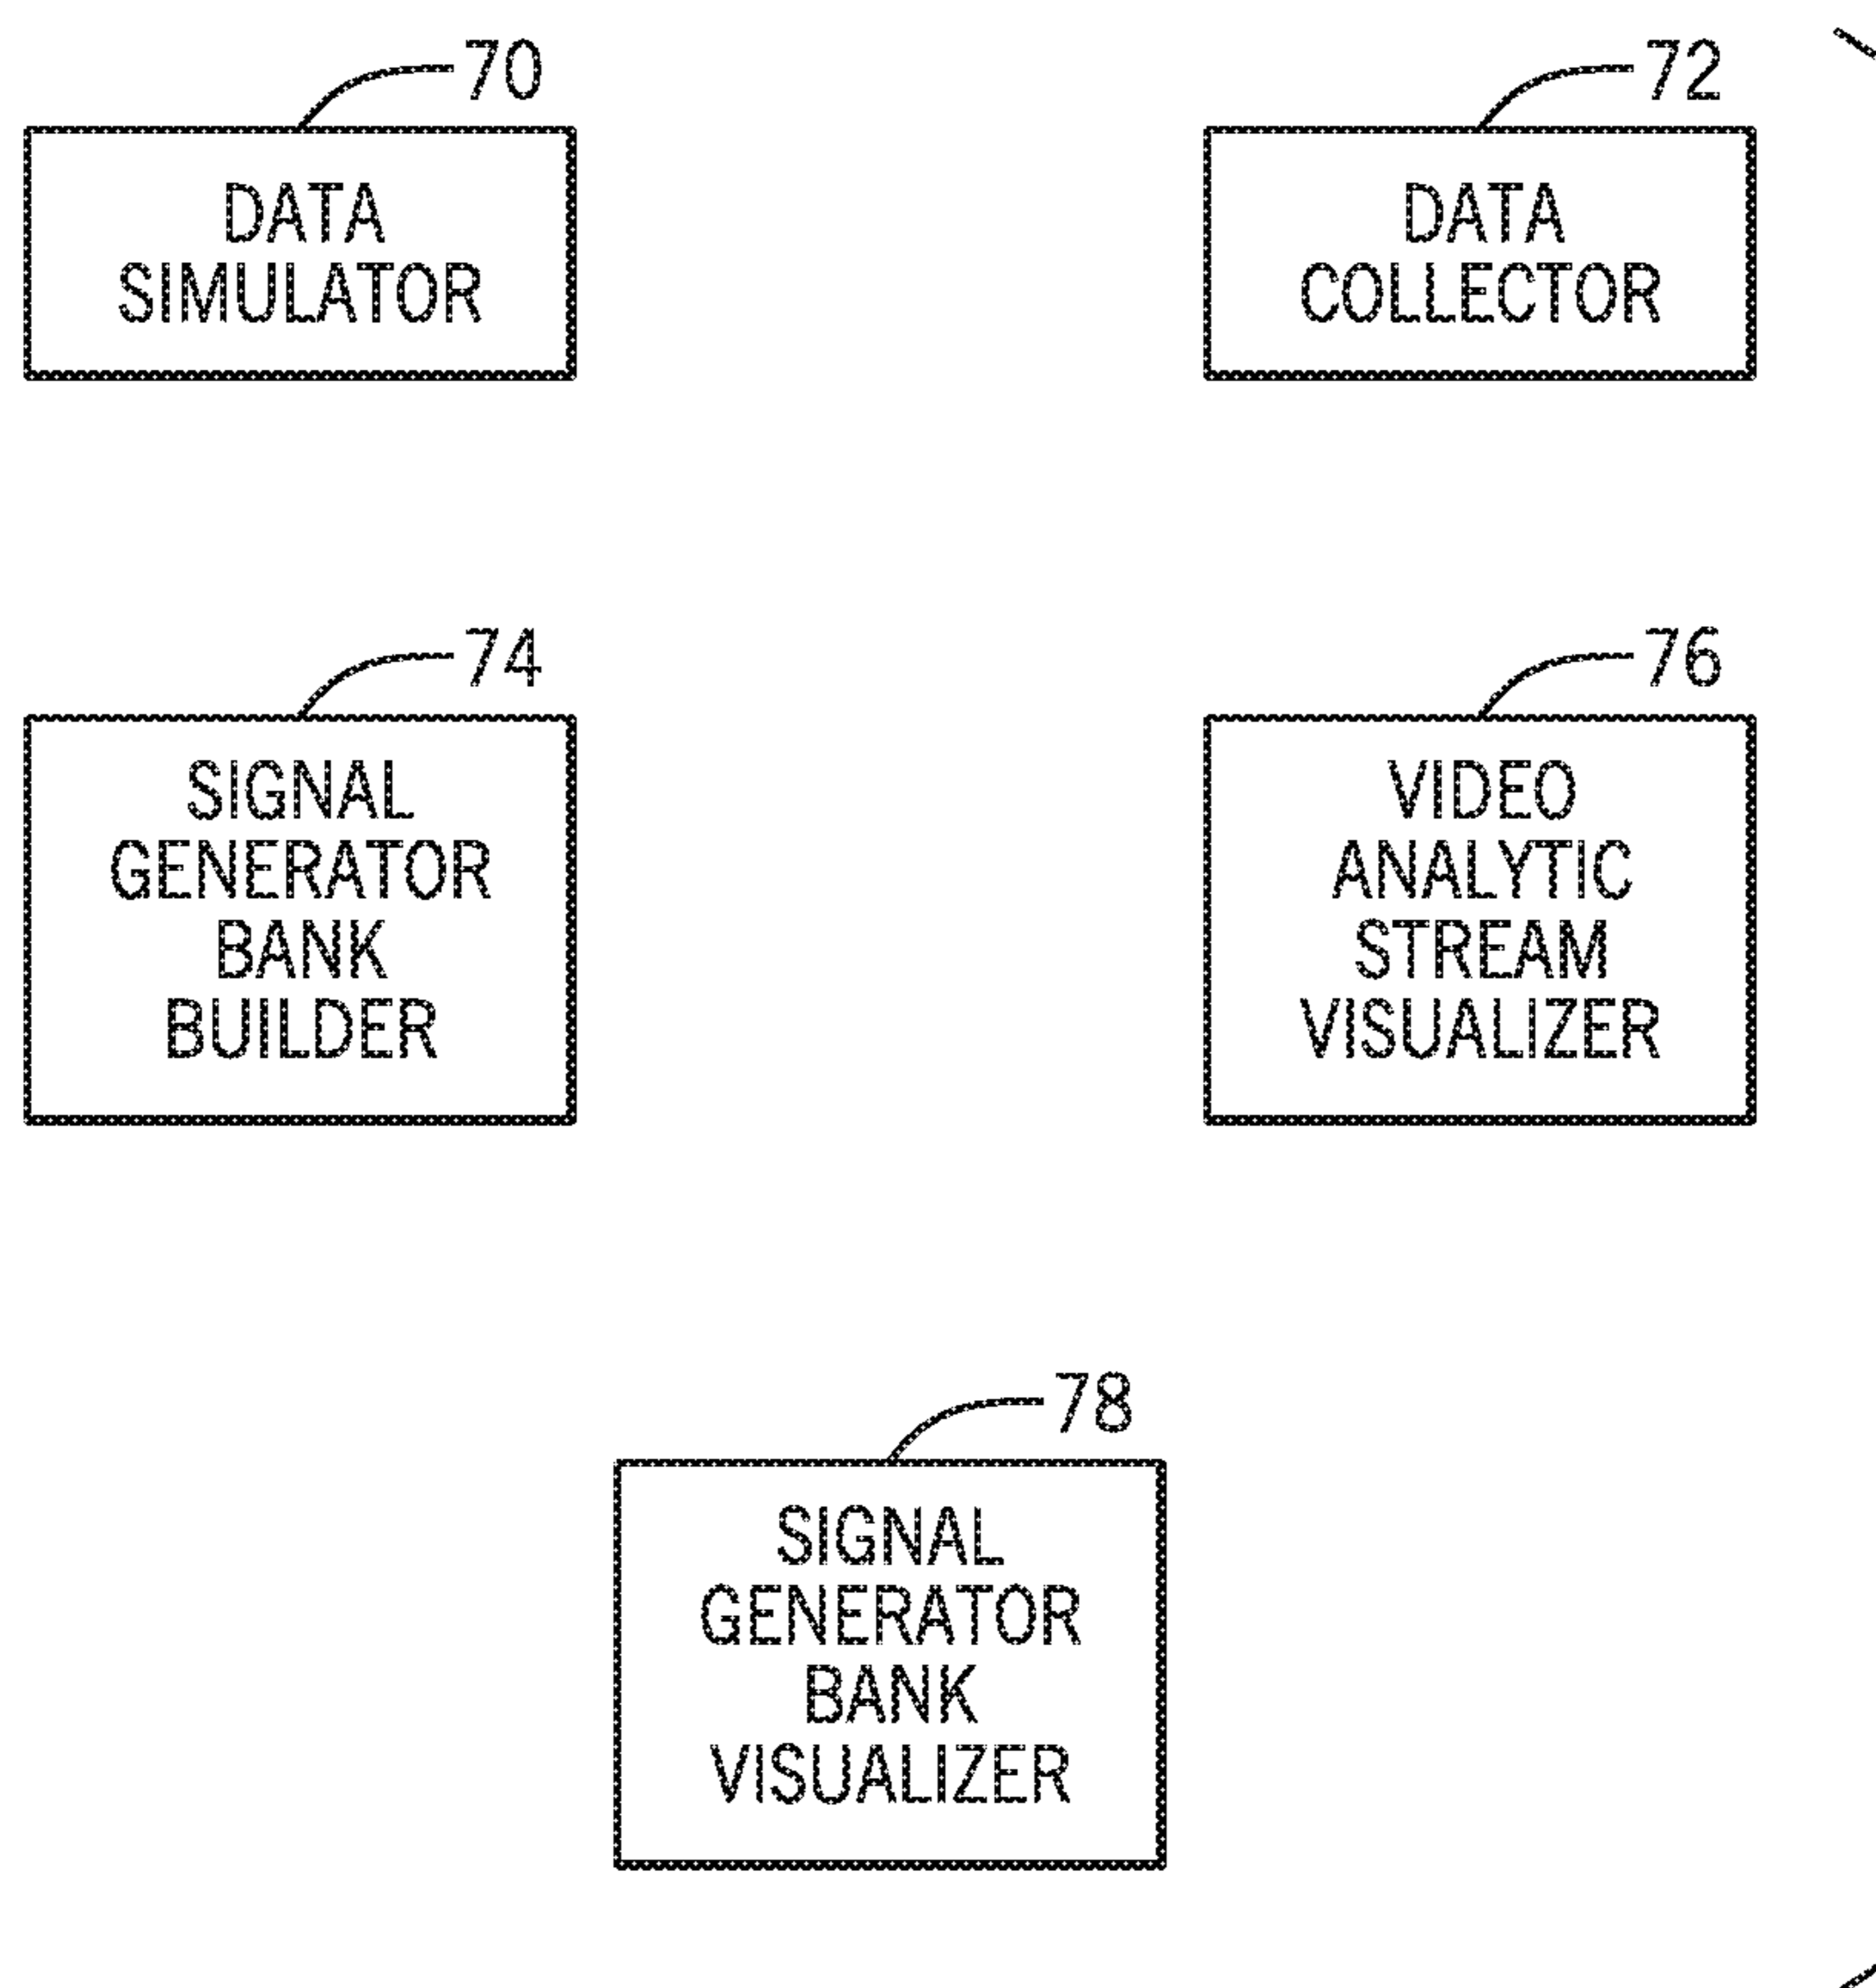 70
DATA
SIMULATOR
72
DATA
COLLECTOR
74
SIGNAL
GENERATOR
BANK
BUILDER
76
VIDEO
ANALYTIC
STREAM
VISUALIZER
78
SIGNAL
GENERATOR
BANK
VISUALIZER